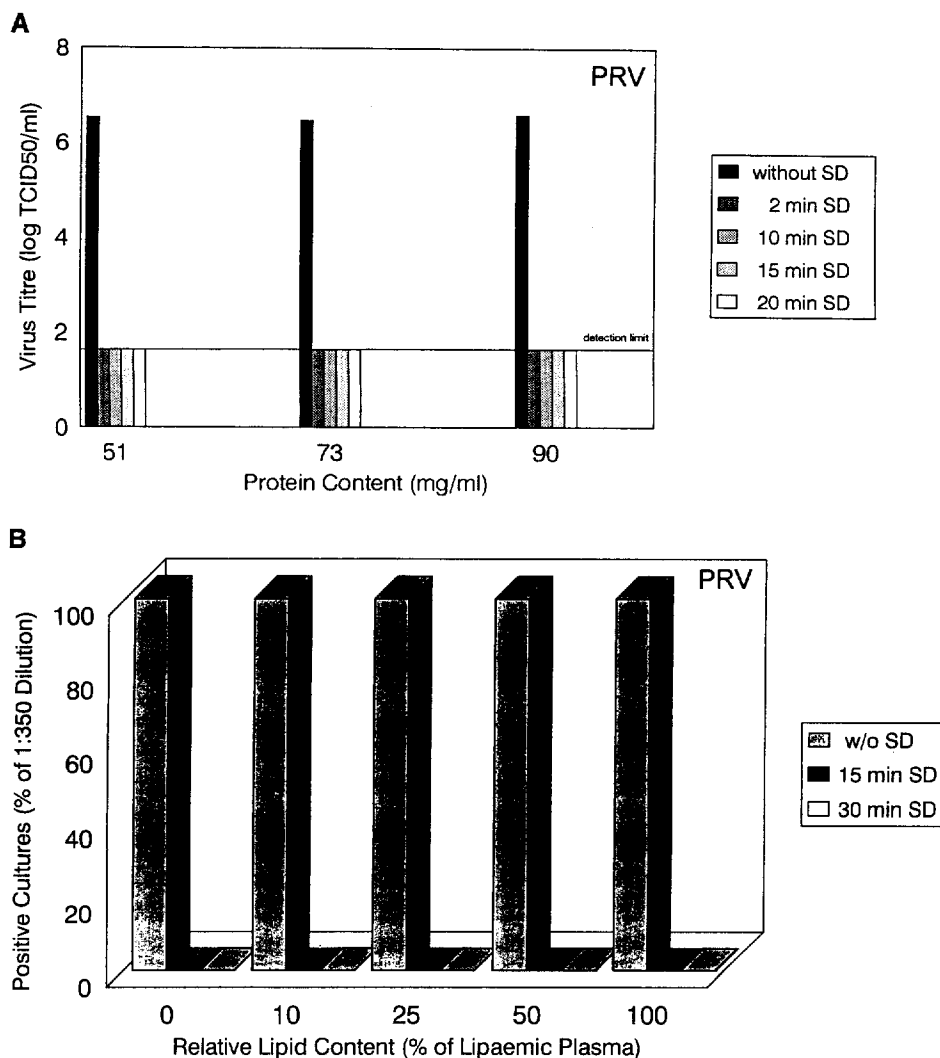 A
PRV
Virus Titre (log TCID50/ml)
8
6
4
2
0
detection limit
51 73 90
Protein Content (mg/ml)
without SD
2 min SD
10 min SD
15 min SD
20 min SD
B
PRV
Positive Cultures (% of 1:350 Dilution)
100
80
60
40
20
0
0 10 25 50 100
Relative Lipid Content (% of Lipaemic Plasma)
w/o SD
15 min SD
30 min SD